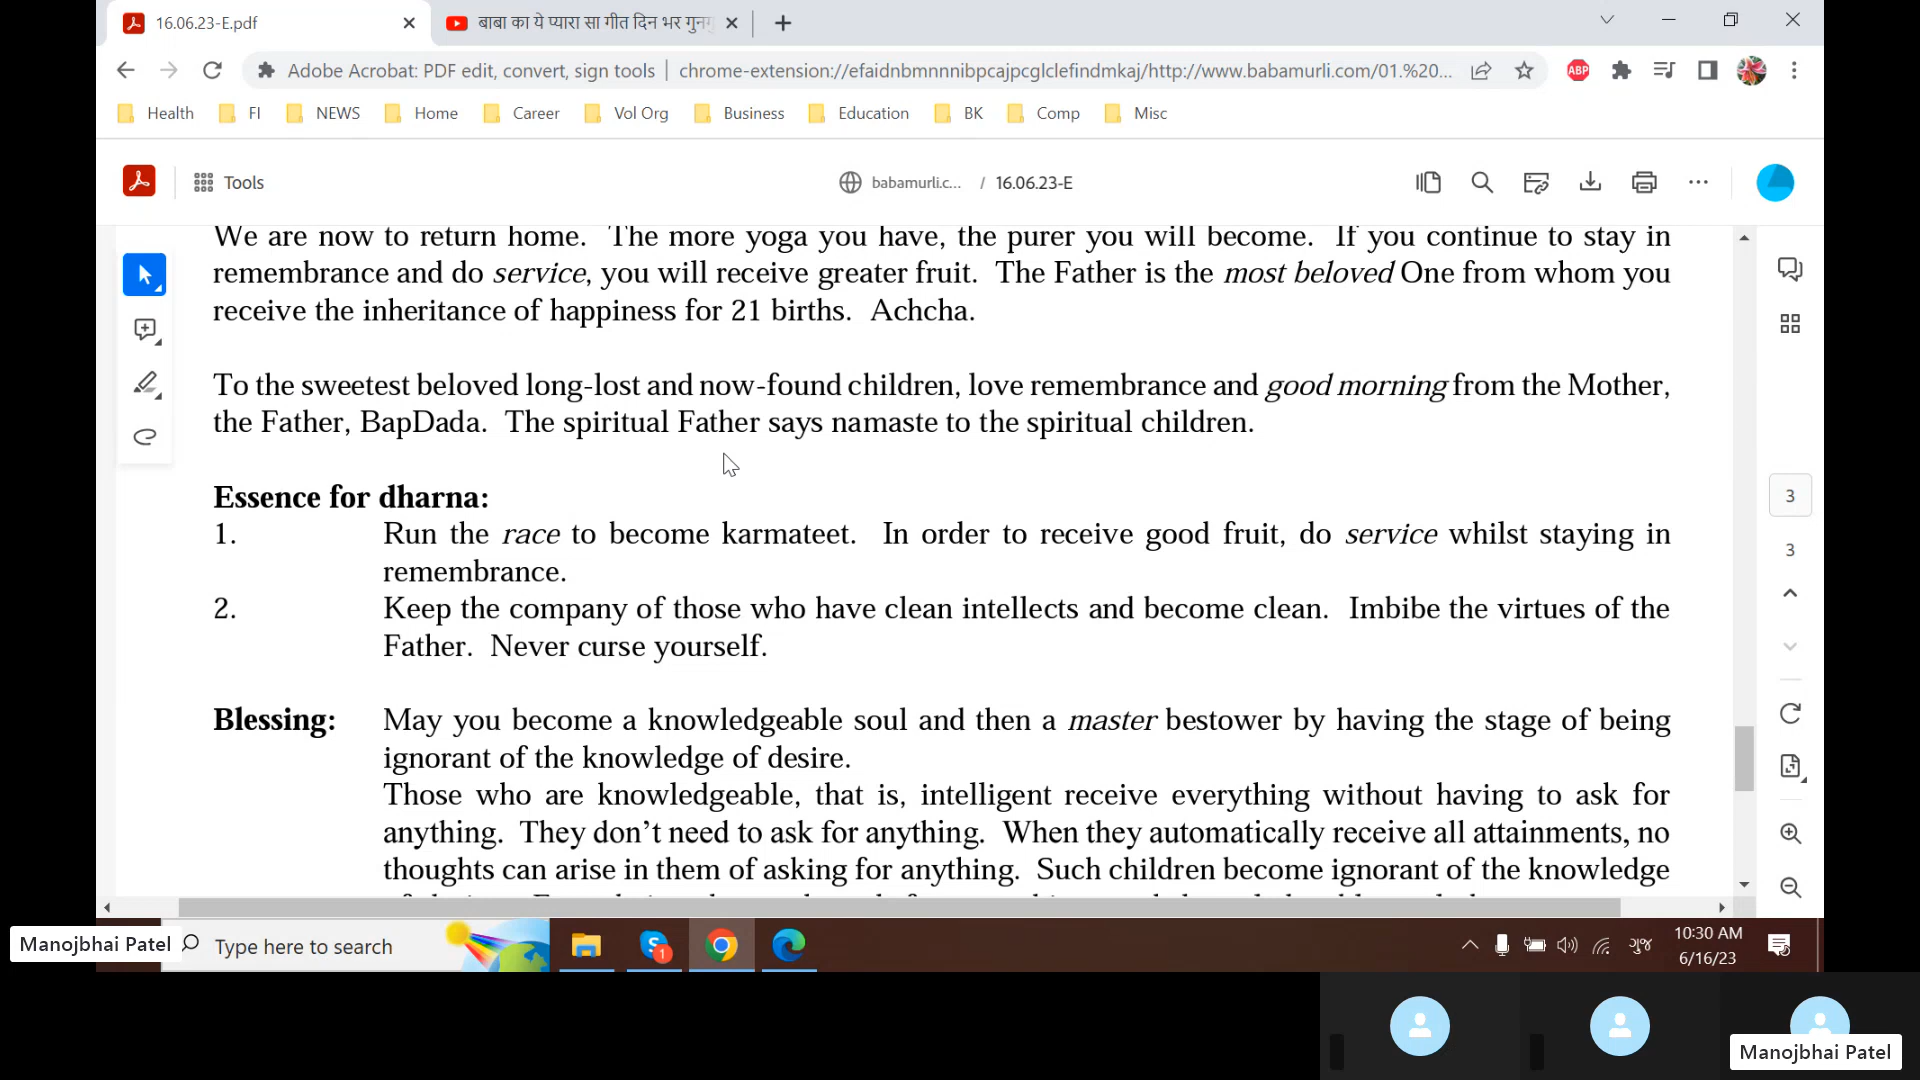 16.06.23-E.pdf
बाबा का ये प्यारा सा गीत दिन भर
Adobe Acrobat: PDF edit, convert, sign tools
chrome-extension://efaidnbmnnnibpcajpcglclefindmkaj/http://www.babamurli.com/01.%20...
ABP
Health FI NEWS Home Career Vol Org Business Education BK Comp Misc
Tools
babamurli.c... / 16.06.23-E
We are now to return home. The more yoga you have, the purer you will become. If you continue to stay in
remembrance and do service, you will receive greater fruit. The Father is the most beloved One from whom you
receive the inheritance of happiness for 21 births. Achcha.
To the sweetest beloved long-lost and now-found children, love remembrance and good morning from the Mother,
the Father, BapDada. The spiritual Father says namaste to the spiritual children.
Essence for dharna:
1. Run the race to become karmateet. In order to receive good fruit, do service whilst staying in
remembrance.
2. Keep the company of those who have clean intellects and become clean. Imbibe the virtues of the
Father. Never curse yourself.
Blessing: May you become a knowledgeable soul and then a master bestower by having the stage of being
ignorant of the knowledge of desire.
Those who are knowledgeable, that is, intelligent receive everything without having to ask for
anything. They don’t need to ask for anything. When they automatically receive all attainments, no
thoughts can arise in them of asking for anything. Such children become ignorant of the knowledge
3
3
Manojbhai Patel
Type here to search
1
ગુજ
10:30 AM
6/16/23
Manojbhai Patel